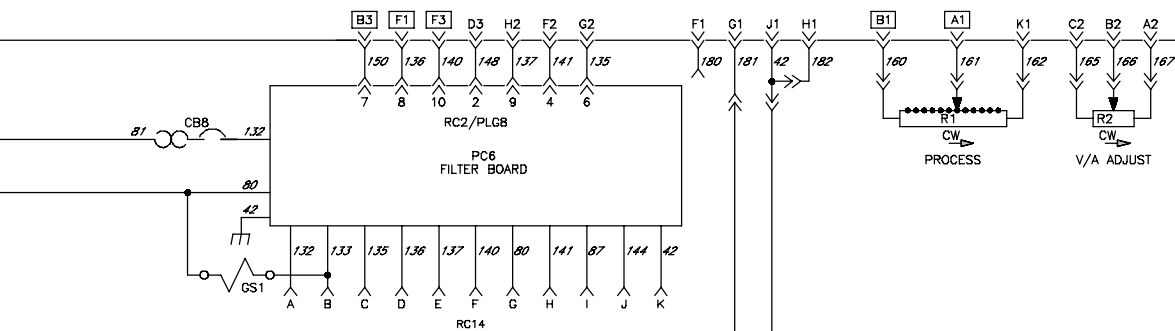 B3 F1 F3 D3 H2 F2 G2 F1 G1 J1 H1 B1 A1 K1 C2 B2 A2
150 136 140 148 137 141 135 180 181 42 182 160 161 162 165 166 167
7 8 10 2 9 4 6
RC2/PLG8
R1 R2
81 CB8 132
CW CW
PC6
FILTER BOARD
PROCESS V/A ADJUST
80
42
132 133 135 136 137 140 80 141 87 144 42
GS1
A B C D E F G H I J K
RC14